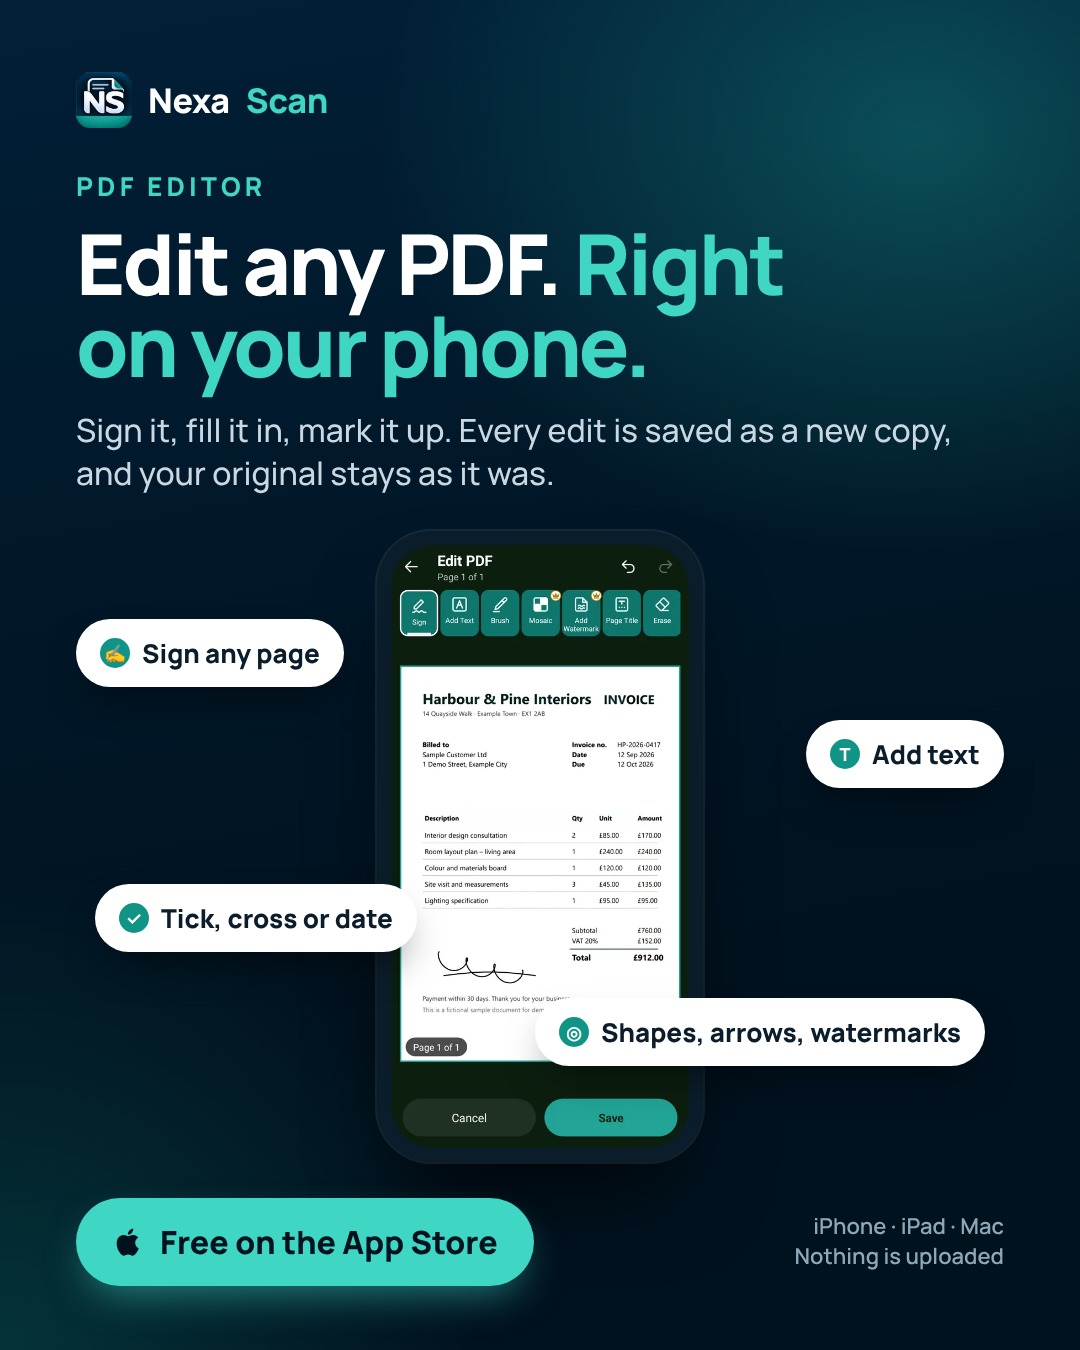 NS
Nexa Scan
PDF EDITOR
Edit any PDF. Right
on your phone.
Sign it, fill it in, mark it up. Every edit is saved as a new copy,
and your original stays as it was.
Edit PDF
Page 1 of 1
Sign
Add Text
Brush
Mosaic
Add
Watermark
Page Title
Erase
Sign any page
T Add text
Harbour & Pine Interiors INVOICE
14 Quayside Walk · Example Town · EX1 2AB
Billed to
Sample Customer Ltd
1 Demo Street, Example City
Invoice no. HP-2026-0417
Date 12 Sep 2026
Due 12 Oct 2026
Description Qty Unit Amount
Interior design consultation 2 £85.00 £170.00
Room layout plan – living area 1 £240.00 £240.00
Colour and materials board 1 £120.00 £120.00
Site visit and measurements 3 £45.00 £135.00
Lighting specification 1 £95.00 £95.00
Tick, cross or date
Subtotal £760.00
VAT 20% £152.00
Total £912.00
Payment within 30 days. Thank you for your
This is a fictional sample document for
Shapes, arrows, watermarks
Page 1 of 1
Cancel
Save
Free on the App Store
iPhone · iPad · Mac
Nothing is uploaded